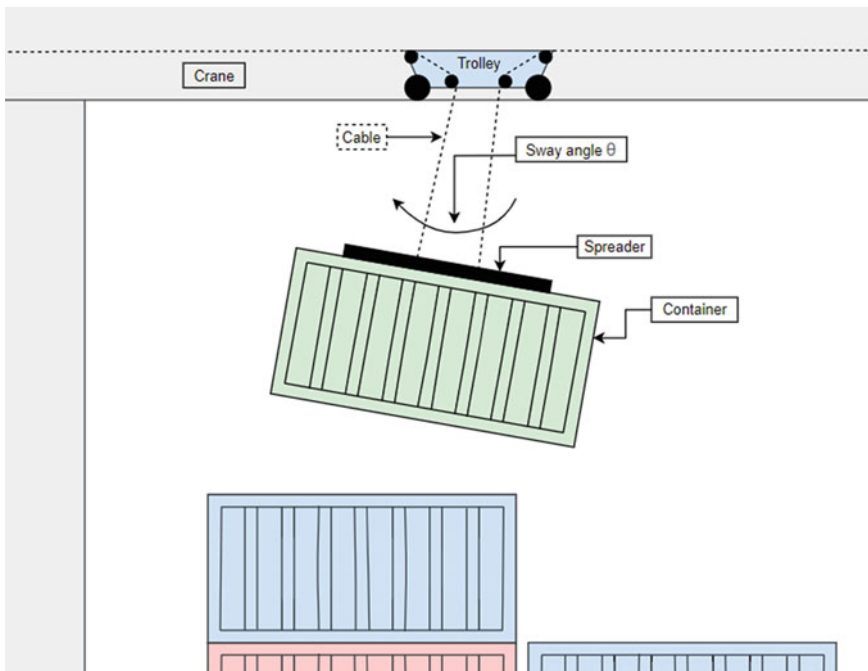 Trolley
Crane
Cable
Sway angle θ
Spreader
Container